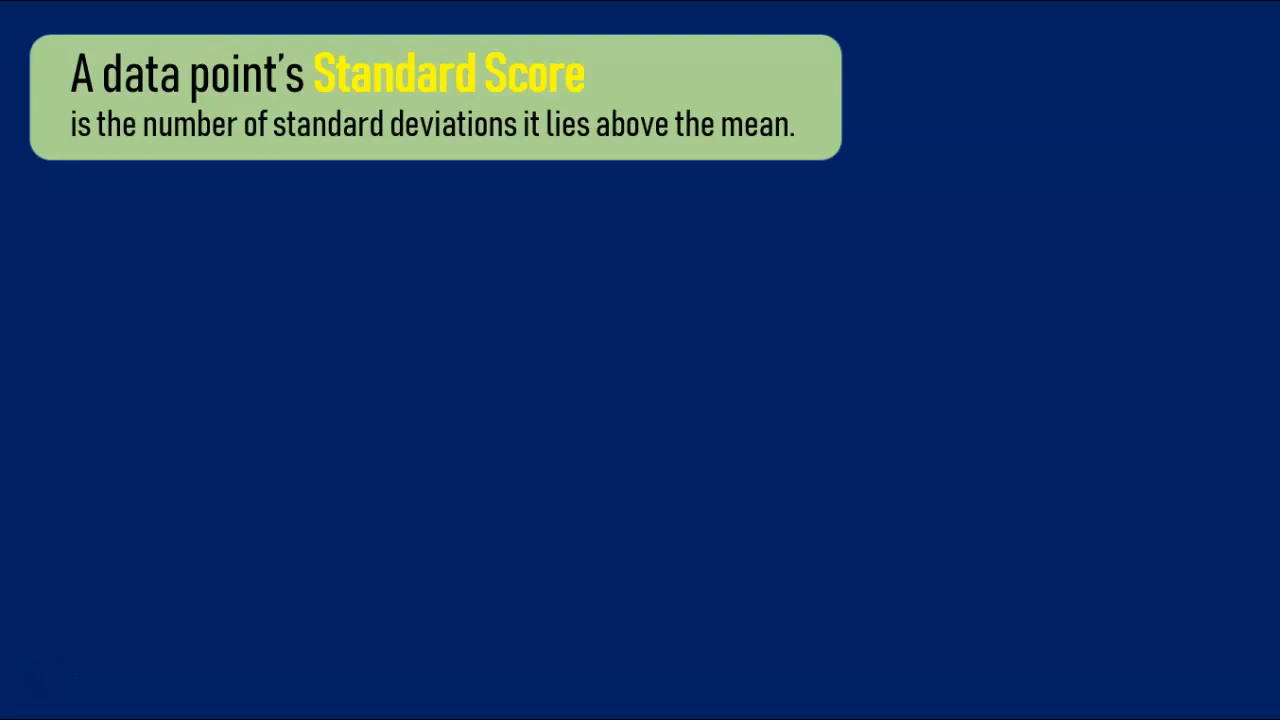 A data point’s Standard Score
is the number of standard deviations it lies above the mean.